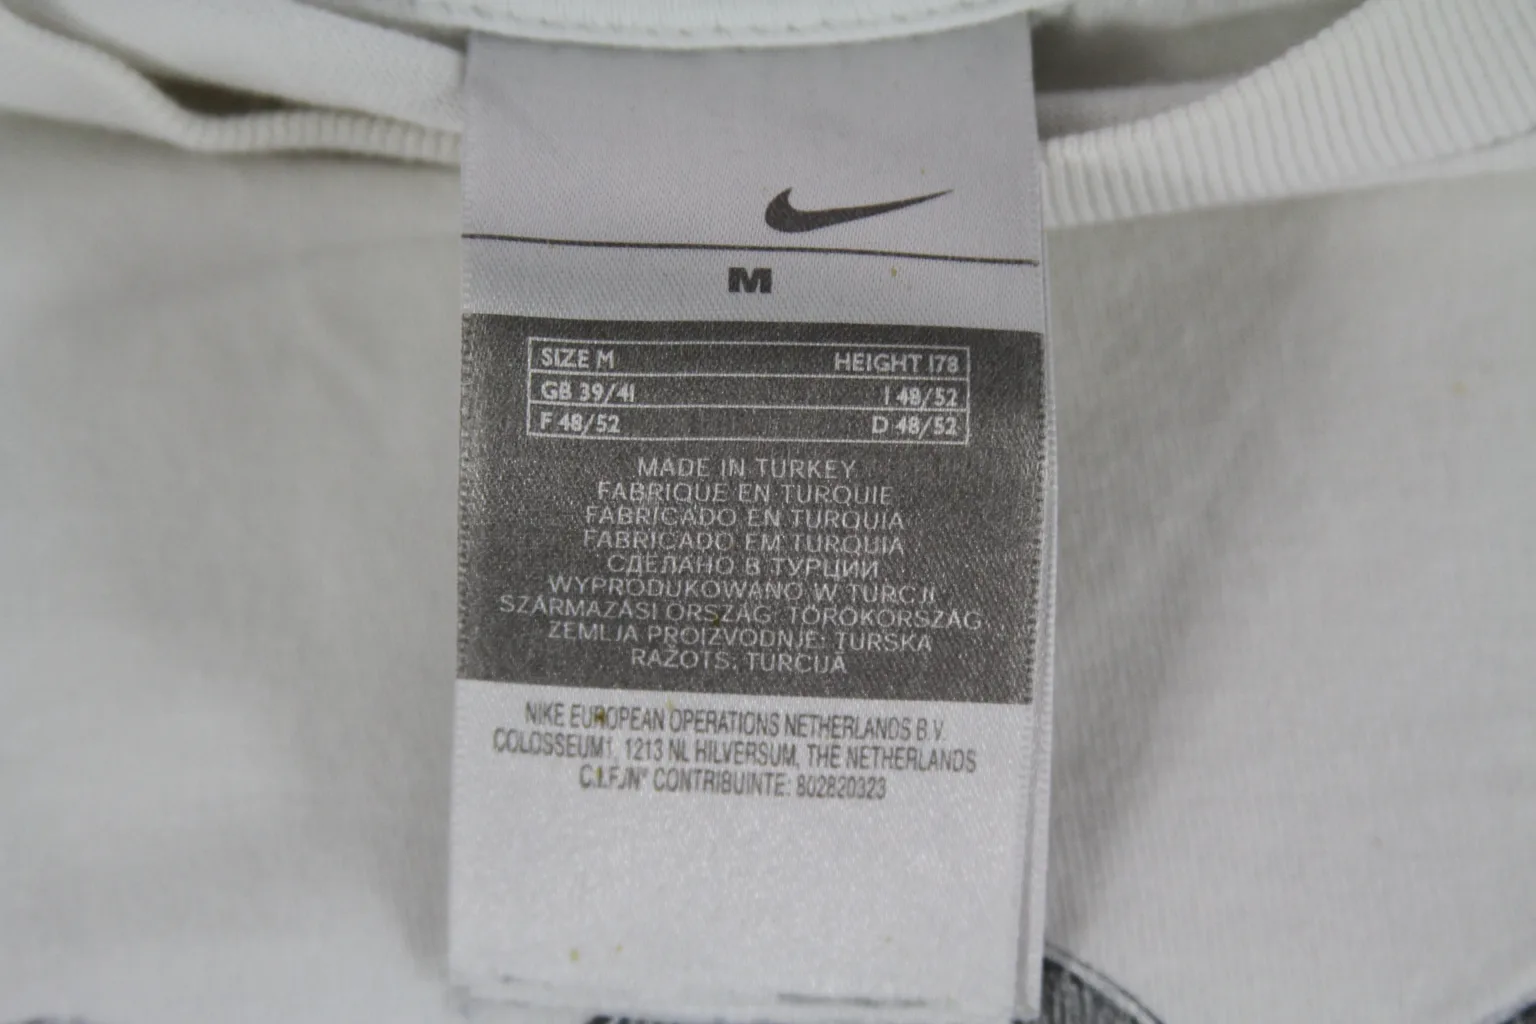 M
SIZE M HEIGHT 178
GB 39/41 I 48/52
F 48/52 D 48/52
MADE IN TURKEY
FABRIQUE EN TURQUIE
FABRICADO EN TURQUIA
FABRICADO EM TURQUIA
СДЕЛАНО В ТУРЦИИ
WYPRODUKOWANO W TURCJI
SZÁRMAZÁSI ORSZÁG: TÖRÖKORSZÁG
ZEMLJA PROIZVODNJE: TURSKA
RAŽOTS: TURCIJA
NIKE EUROPEAN OPERATIONS NETHERLANDS B.V.
COLOSSEUM1, 1213 NL HILVERSUM, THE NETHERLANDS
C.I.F./N° CONTRIBUINTE: 802820323